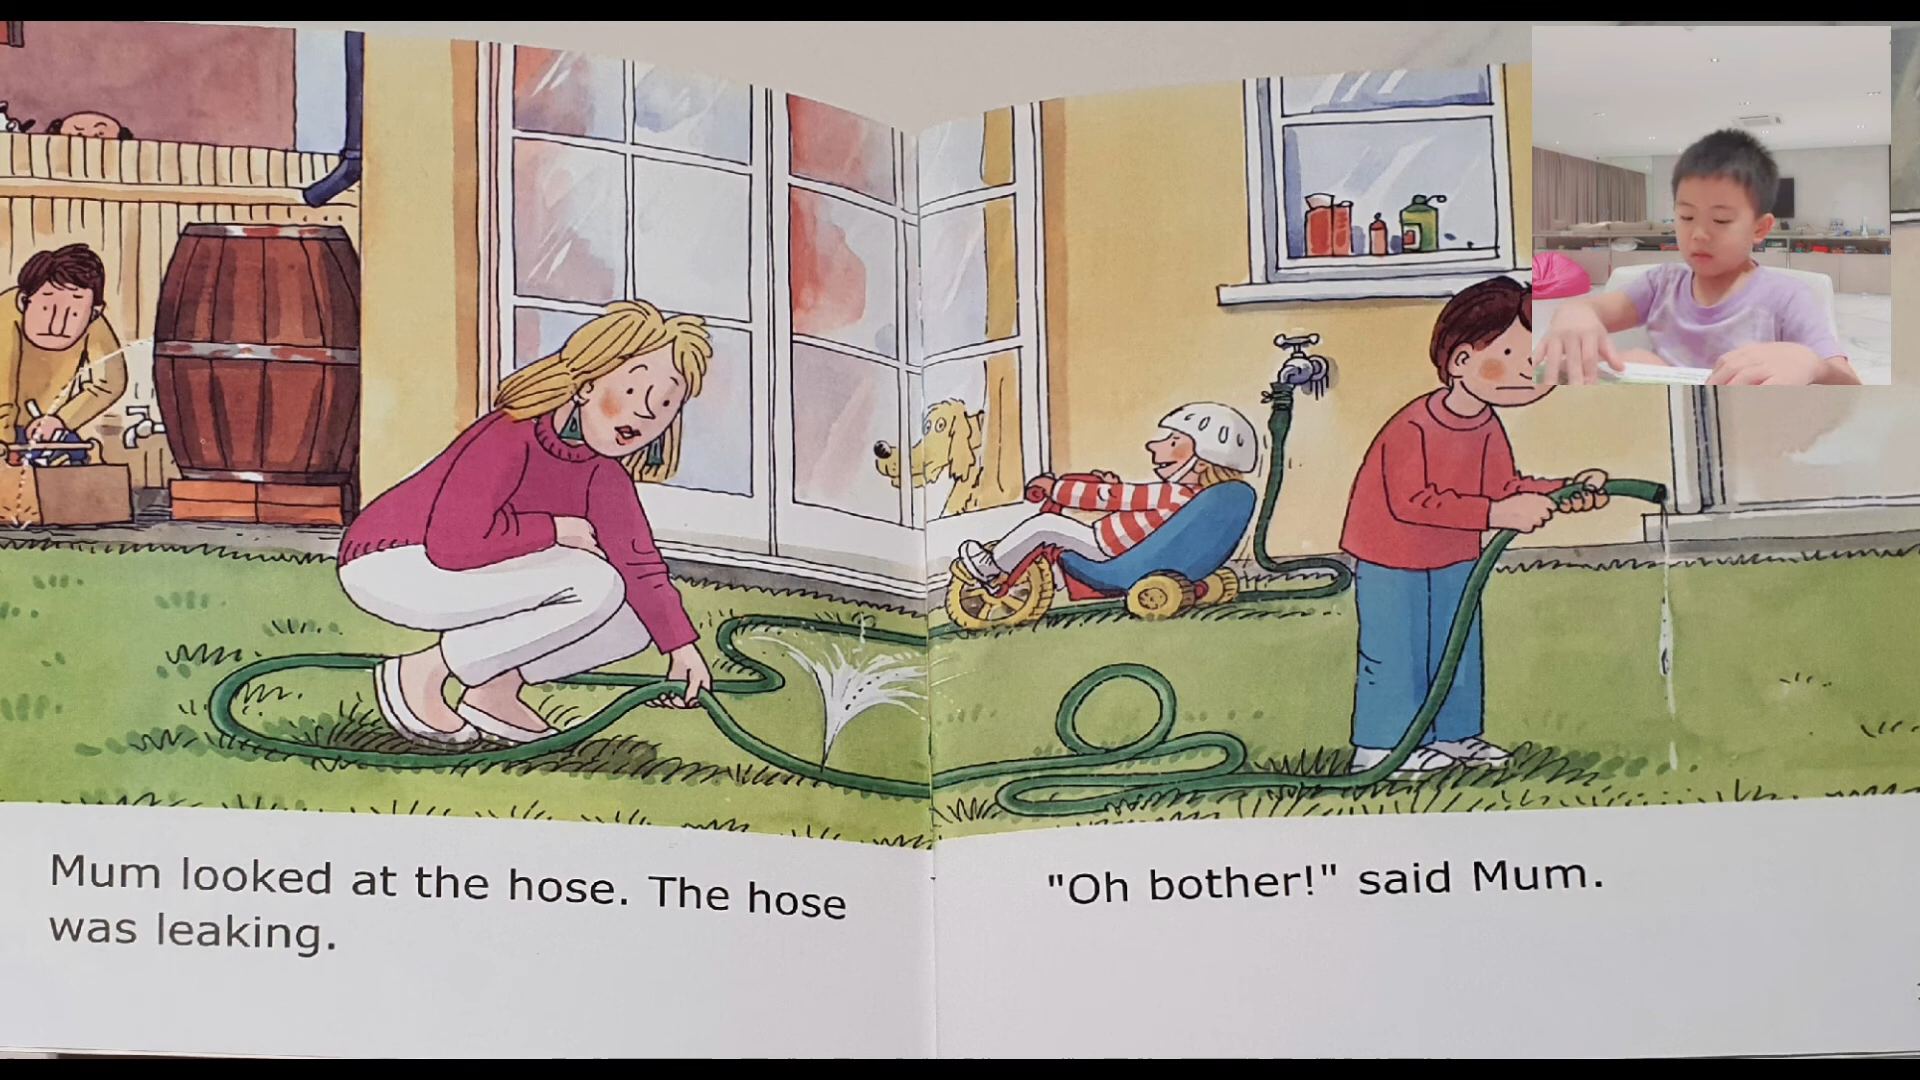 Mum looked at the hose. The hose
was leaking.
"Oh bother!" said Mum.